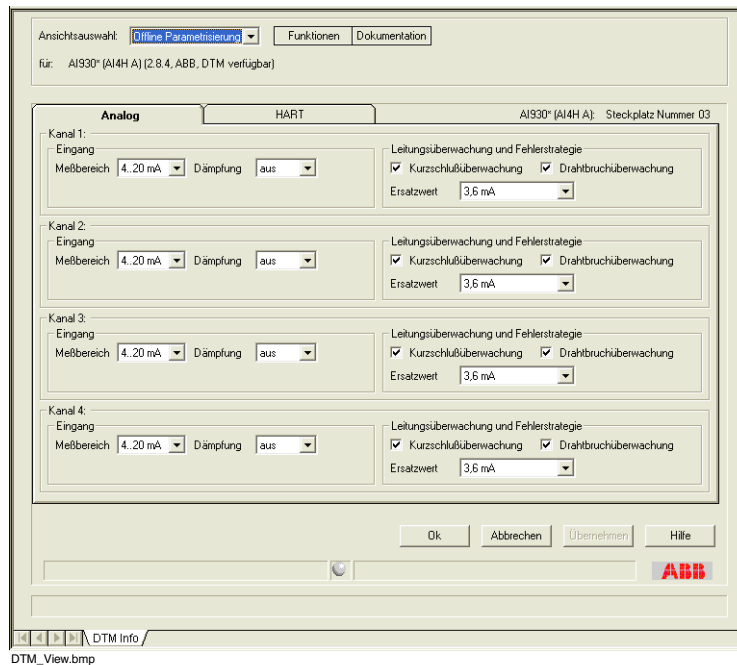 Ansichtsauswahl: Offline Parametrisierung Funktionen Dokumentation
für: AI930* (AI4H A) (2.8.4, ABB, DTM verfügbar)
Analog HART AI930* (AI4H A): Steckplatz Nummer 03
Kanal 1:
Eingang Leitungsüberwachung und Fehlerstrategie
Meßbereich 4..20 mA Dämpfung aus Kurzschlußüberwachung Drahtbruchüberwachung
Ersatzwert 3,6 mA
Kanal 2:
Eingang Leitungsüberwachung und Fehlerstrategie
Meßbereich 4..20 mA Dämpfung aus Kurzschlußüberwachung Drahtbruchüberwachung
Ersatzwert 3,6 mA
Kanal 3:
Eingang Leitungsüberwachung und Fehlerstrategie
Meßbereich 4..20 mA Dämpfung aus Kurzschlußüberwachung Drahtbruchüberwachung
Ersatzwert 3,6 mA
Kanal 4:
Eingang Leitungsüberwachung und Fehlerstrategie
Meßbereich 4..20 mA Dämpfung aus Kurzschlußüberwachung Drahtbruchüberwachung
Ersatzwert 3,6 mA
Ok Abbrechen Übernehmen Hilfe
ABB
DTM Info
DTM_View.bmp